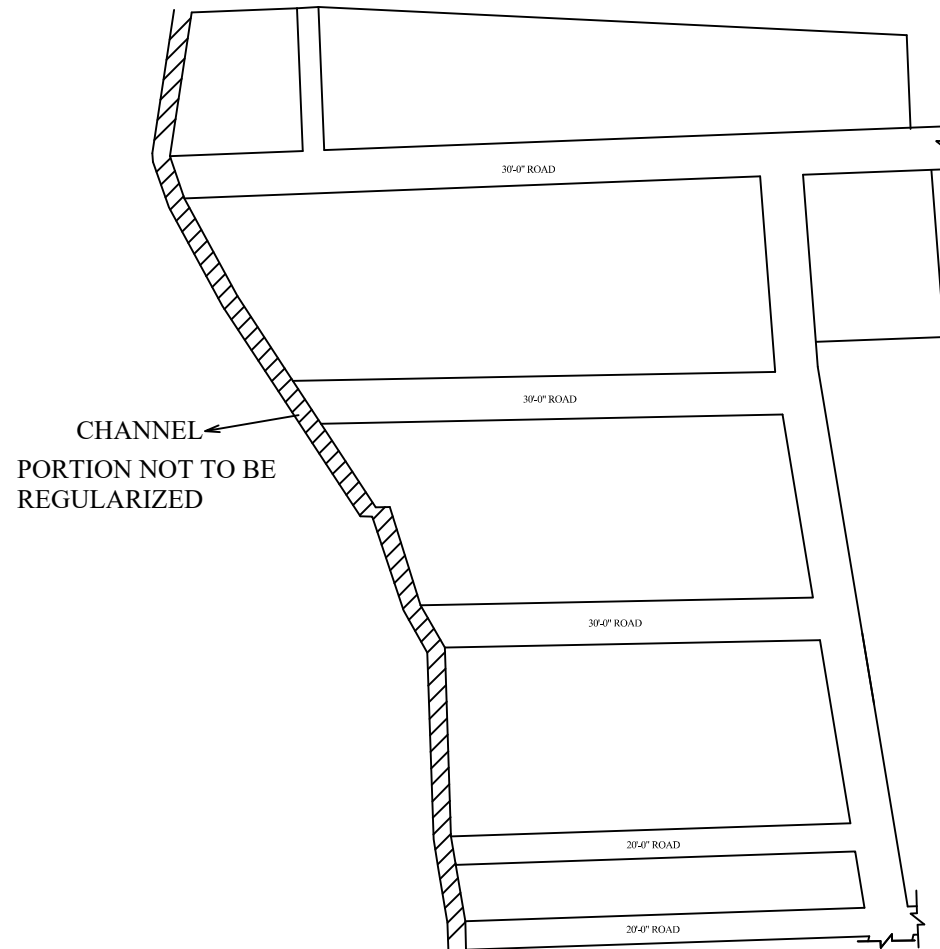 30'-0" ROAD
30'-0" ROAD
CHANNEL
PORTION NOT TO BE
REGULARIZED
30'-0" ROAD
20'-0" ROAD
20'-0" ROAD